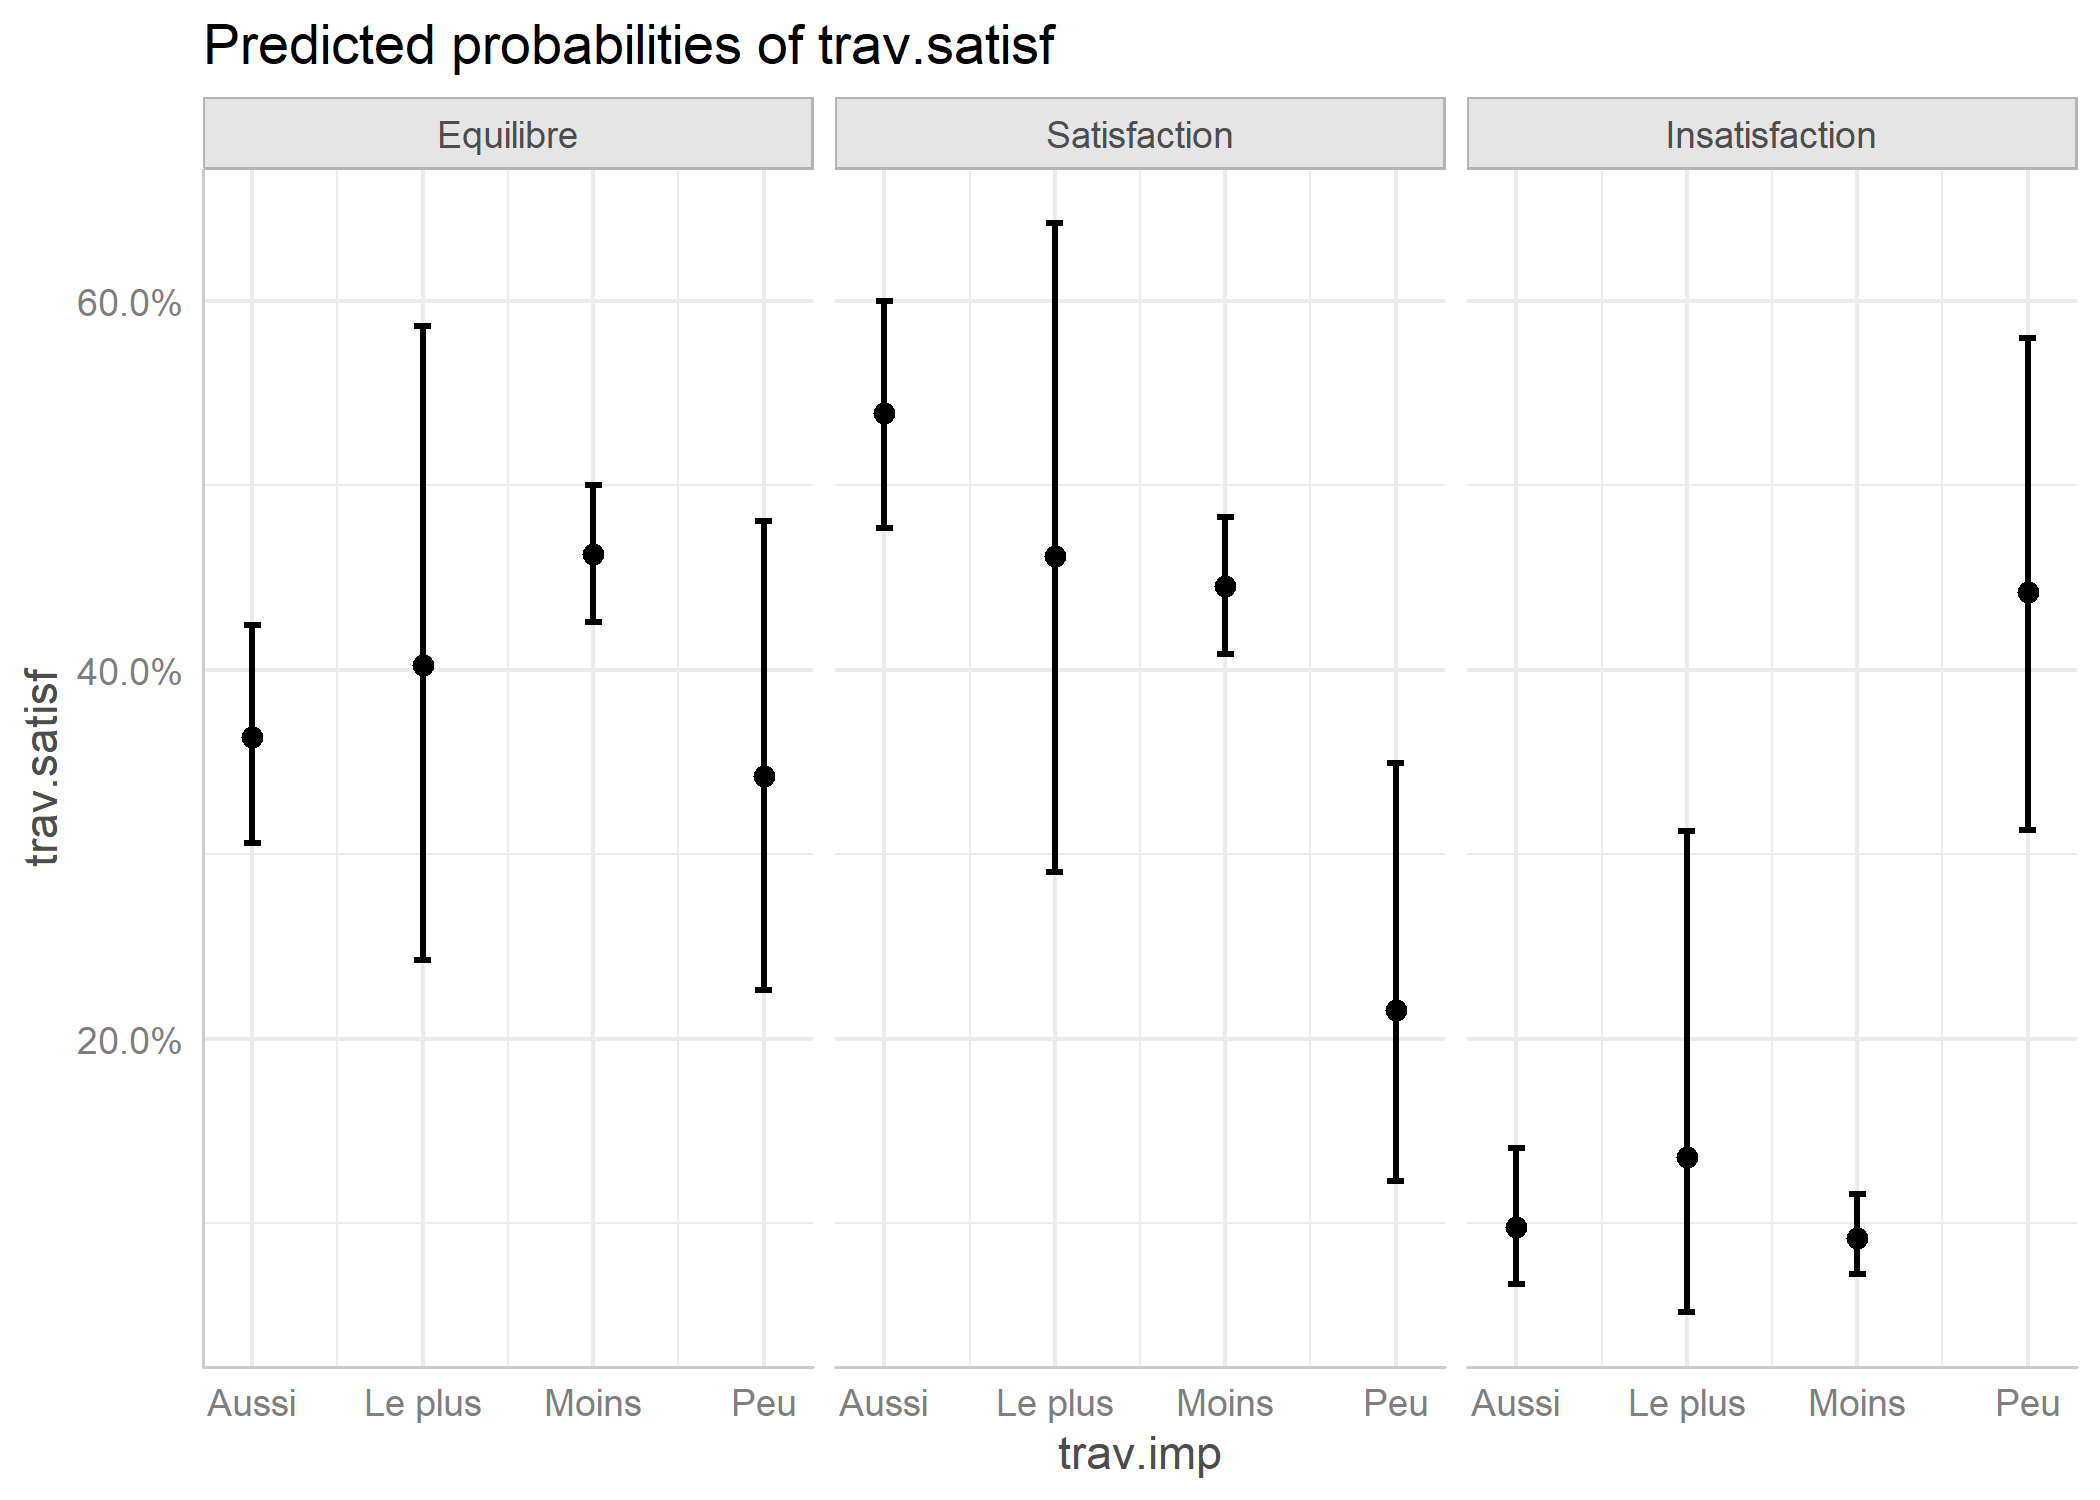 Predicted probabilities of trav.satisf
Equilibre Satisfaction Insatisfaction
60.0%
40.0%
20.0%
trav.satisf
Aussi Le plus Moins Peu Aussi Le plus Moins Peu Aussi Le plus Moins Peu
trav.imp